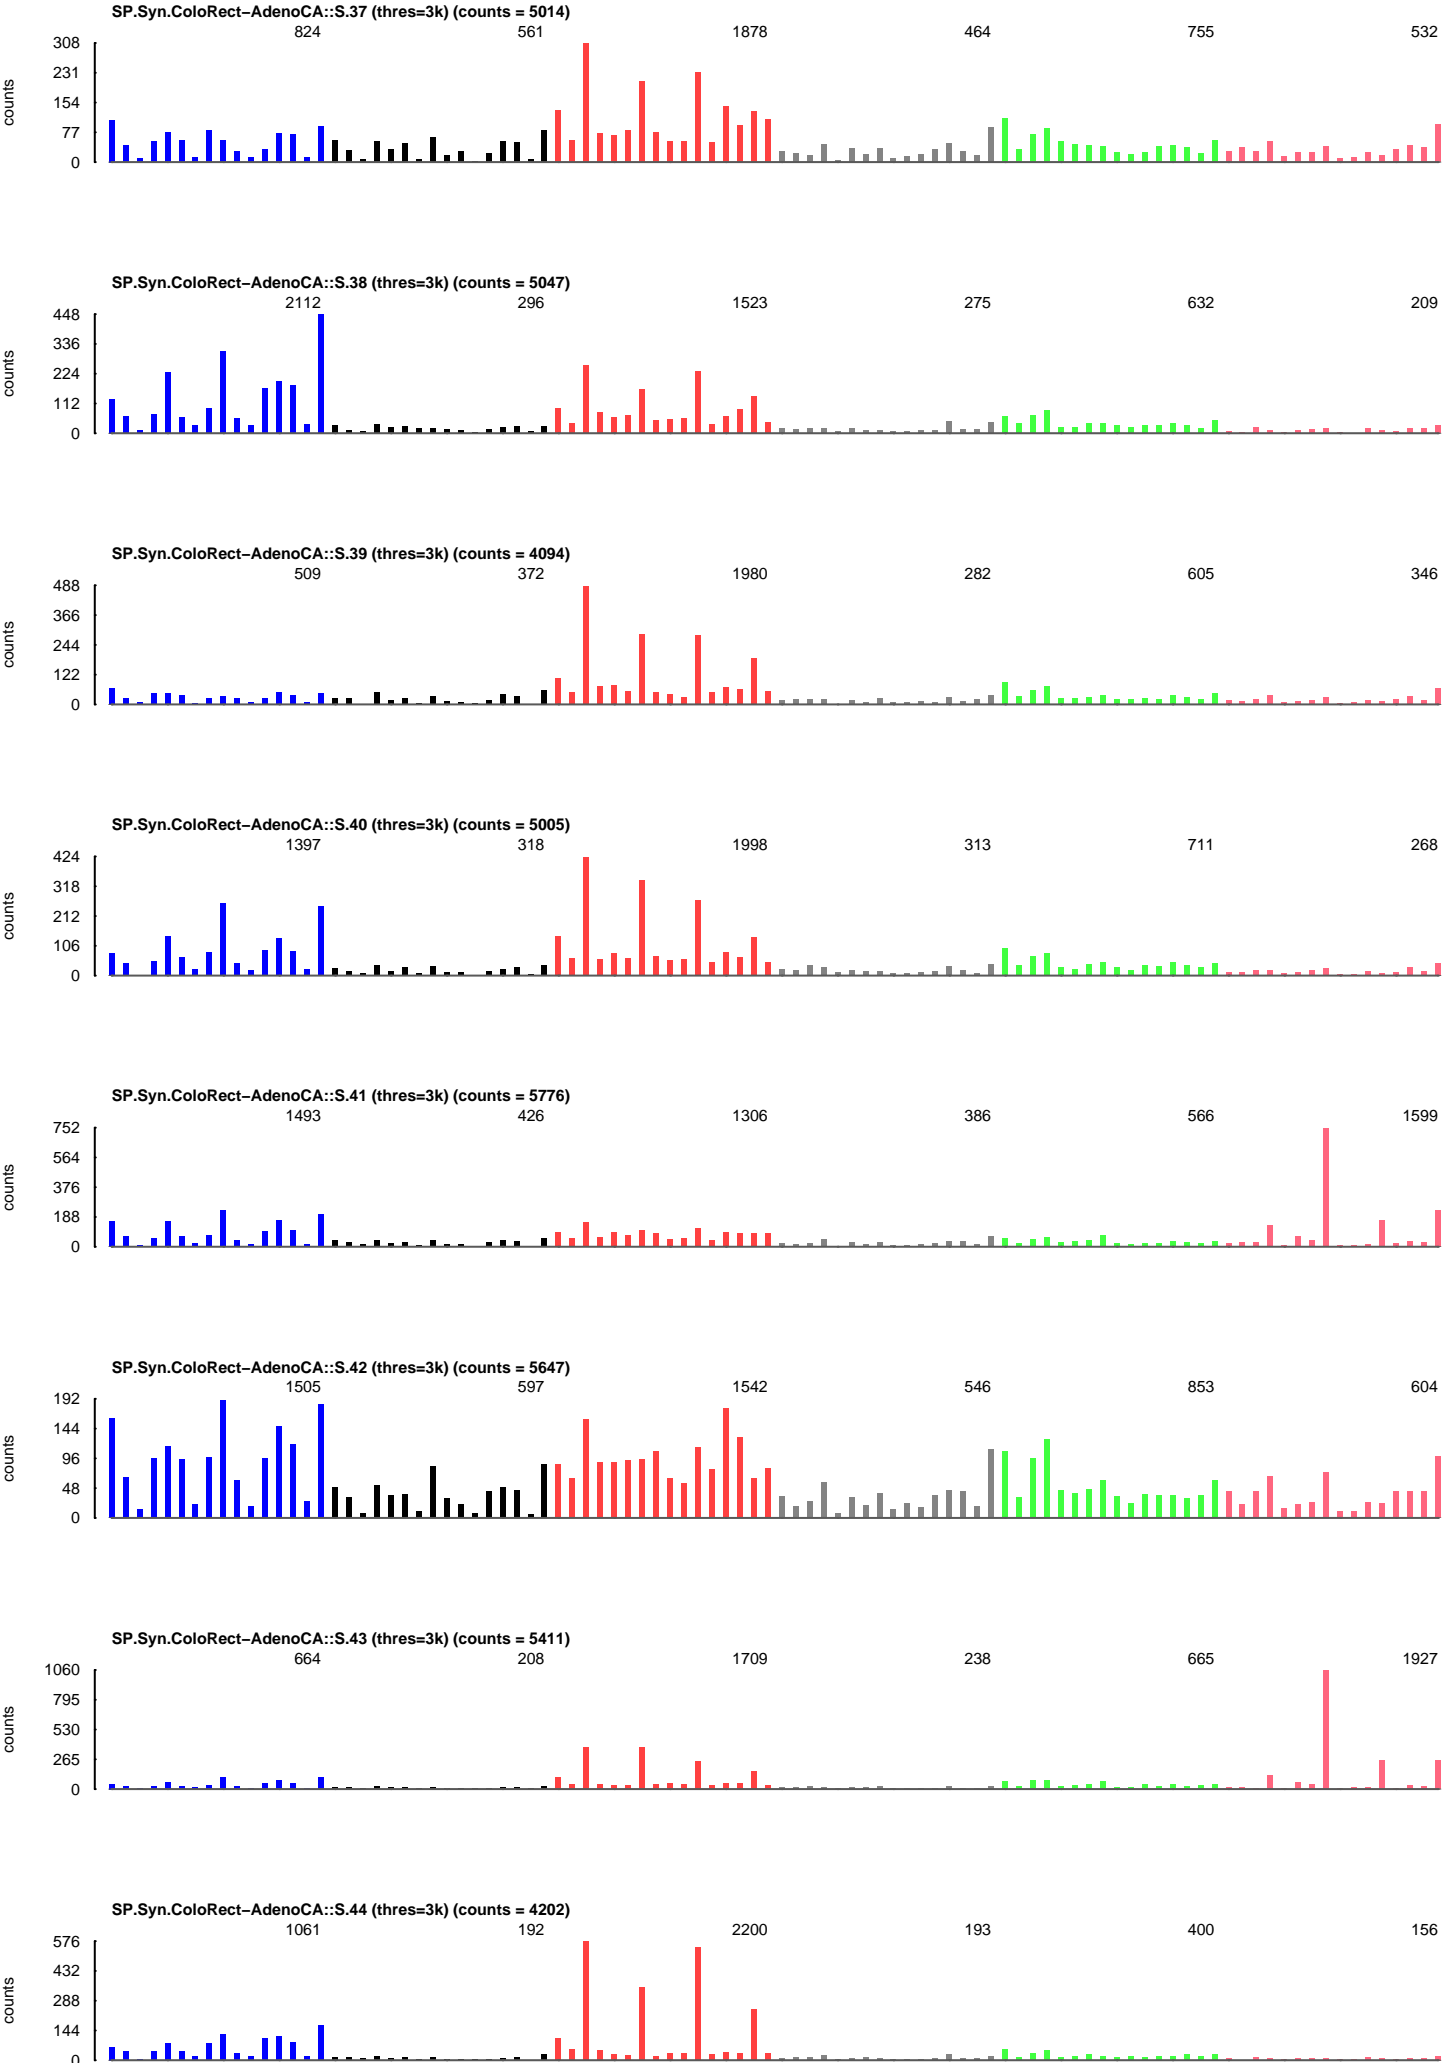 SP.Syn.ColoRect−AdenoCA::S.37 (thres=3k) (counts = 5014)
824 561 1878 464 755 532
308
231
154
77
0
counts
SP.Syn.ColoRect−AdenoCA::S.38 (thres=3k) (counts = 5047)
2112 296 1523 275 632 209
448
336
224
112
0
counts
SP.Syn.ColoRect−AdenoCA::S.39 (thres=3k) (counts = 4094)
509 372 1980 282 605 346
488
366
244
122
0
counts
SP.Syn.ColoRect−AdenoCA::S.40 (thres=3k) (counts = 5005)
1397 318 1998 313 711 268
424
318
212
106
0
counts
SP.Syn.ColoRect−AdenoCA::S.41 (thres=3k) (counts = 5776)
1493 426 1306 386 566 1599
752
564
376
188
0
counts
SP.Syn.ColoRect−AdenoCA::S.42 (thres=3k) (counts = 5647)
1505 597 1542 546 853 604
192
144
96
48
0
counts
SP.Syn.ColoRect−AdenoCA::S.43 (thres=3k) (counts = 5411)
664 208 1709 238 665 1927
1060
795
530
265
0
counts
SP.Syn.ColoRect−AdenoCA::S.44 (thres=3k) (counts = 4202)
1061 192 2200 193 400 156
576
432
288
144
0
counts